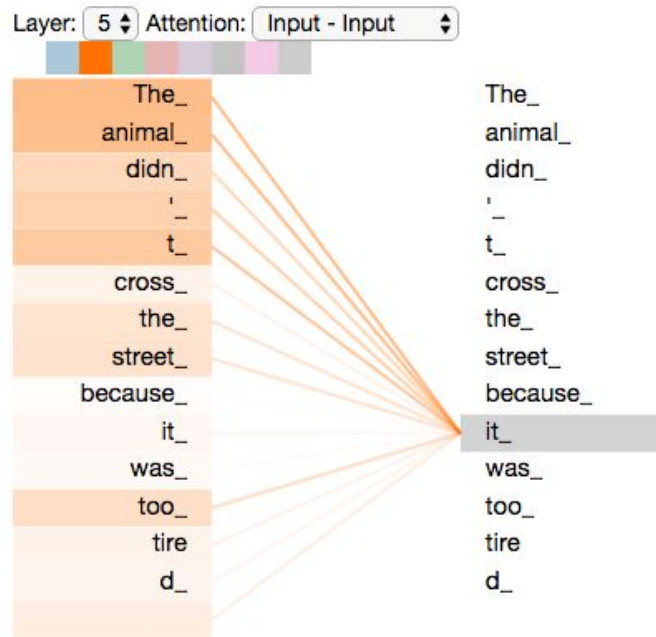 Layer: 5 Attention: Input - Input
The_ The_
animal_ animal_
didn_ didn_
'_ '_
t_ t_
cross_ cross_
the_ the_
street_ street_
because_ because_
it_ it_
was_ was_
too_ too_
tire tire
d_ d_